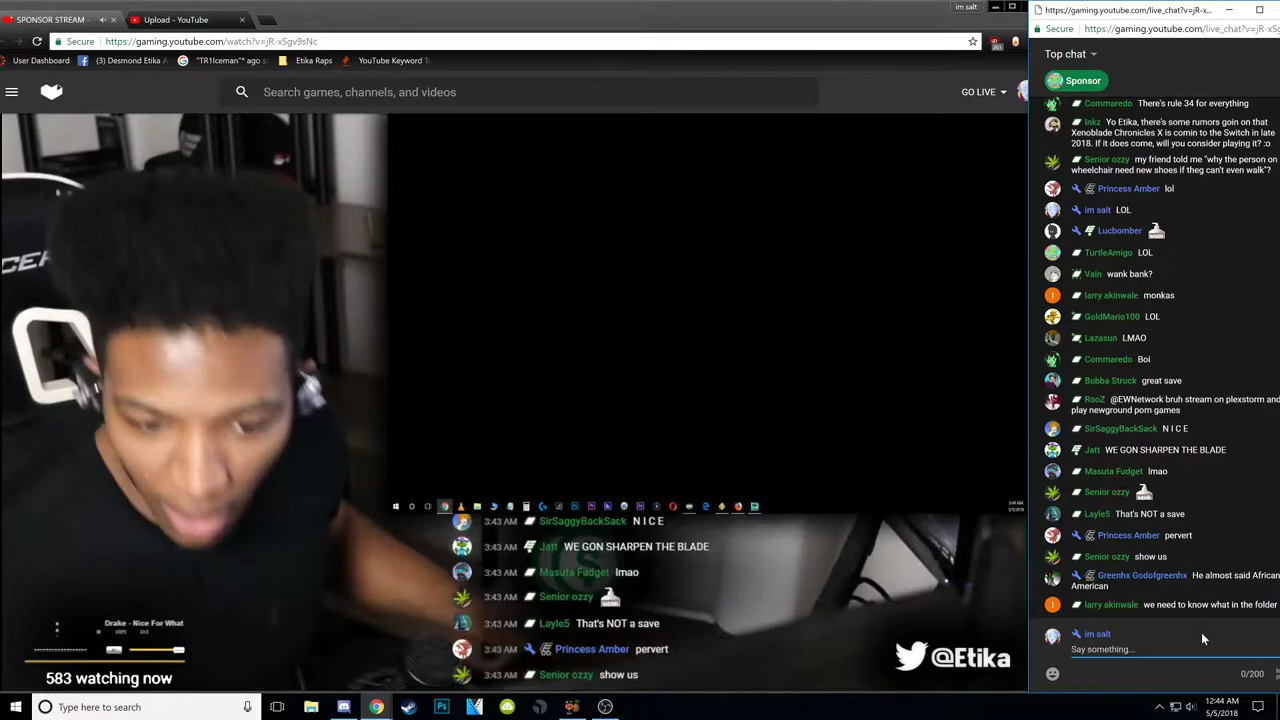 SPONSOR STREAM -
Upload - YouTube
im salt
Secure
https://gaming.youtube.com/watch?v=jR-xSgv9sNc
User Dashboard
(3) Desmond Etika A
"TR1Iceman"* ago s
Etika Raps
YouTube Keyword To
Search games, channels, and videos
GO LIVE
3:43 AM SirSaggyBackSack N I C E
3:43 AM Jatt WE GON SHARPEN THE BLADE
3:43 AM Masuta Fudget lmao
3:43 AM Senior ozzy
3:43 AM Layle5 That's NOT a save
3:43 AM Princess Amber pervert
3:43 AM Senior ozzy show us
Drake - Nice For What
583 watching now
@Etika
https://gaming.youtube.com/live_chat?v=jR-x...
Secure
https://gaming.youtube.com/live_chat?v=jR-xSg
Top chat
Sponsor
Commaredo There's rule 34 for everything
Inkz Yo Etika, there's some rumors goin on that
Xenoblade Chronicles X is comin to the Switch in late
2018. If it does come, will you consider playing it? :o
Senior ozzy my friend told me "why the person on
wheelchair need new shoes if theg can't even walk"?
Princess Amber lol
im salt LOL
Lucbomber
TurtleAmigo LOL
Vain wank bank?
larry akinwale monkas
GoldMario100 LOL
Lazasun LMAO
Commaredo Boi
Bubba Struck great save
RooZ @EWNetwork bruh stream on plexstorm and
play newground porn games
SirSaggyBackSack N I C E
Jatt WE GON SHARPEN THE BLADE
Masuta Fudget lmao
Senior ozzy
Layle5 That's NOT a save
Princess Amber pervert
Senior ozzy show us
Greenhx Godofgreenhx He almost said African
American
larry akinwale we need to know what in the folder
im salt
Say something...
0/200
Type here to search
12:44 AM
5/5/2018